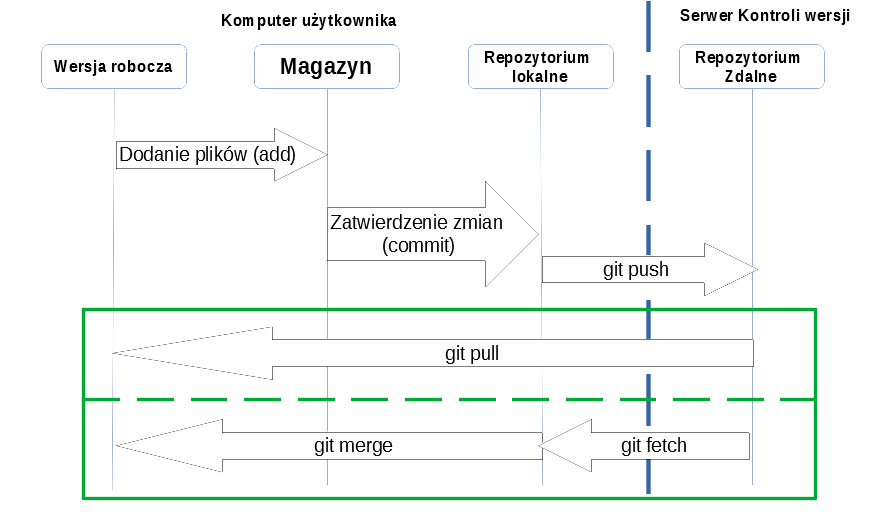 Komputer użytkownika
Serwer Kontroli wersji
Wersja robocza
Magazyn
Repozytorium
lokalne
Repozytorium
Zdalne
Dodanie plików (add)
Zatwierdzenie zmian
(commit)
git push
git pull
git merge
git fetch